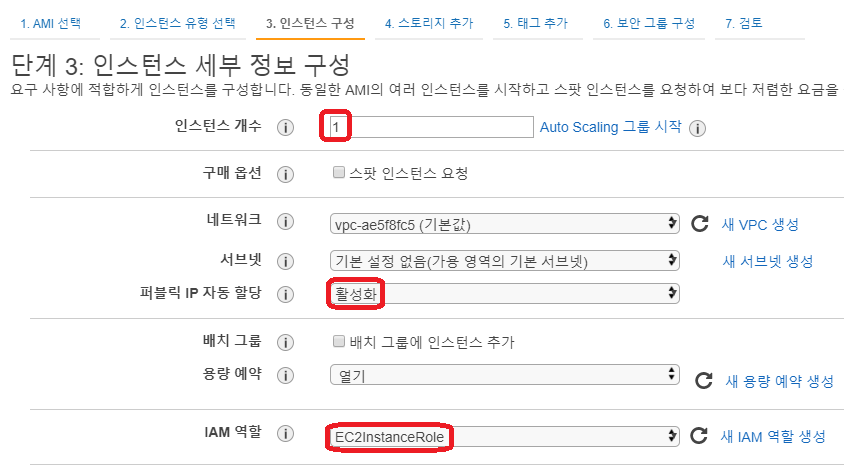 1. AMI 선택 2. 인스턴스 유형 선택 3. 인스턴스 구성 4. 스토리지 추가 5. 태그 추가 6. 보안 그룹 구성 7. 검토
단계 3: 인스턴스 세부 정보 구성
요구 사항에 적합하게 인스턴스를 구성합니다. 동일한 AMI의 여러 인스턴스를 시작하고 스팟 인스턴스를 요청하여 보다 저렴한 요금을
인스턴스 개수 i 1 Auto Scaling 그룹 시작 i
구매 옵션 i 스팟 인스턴스 요청
네트워크 i vpc-ae5f8fc5 (기본값) 새 VPC 생성
서브넷 i 기본 설정 없음(가용 영역의 기본 서브넷) 새 서브넷 생성
퍼블릭 IP 자동 할당 i 활성화
배치 그룹 i 배치 그룹에 인스턴스 추가
용량 예약 i 열기 새 용량 예약 생성
IAM 역할 i EC2InstanceRole 새 IAM 역할 생성